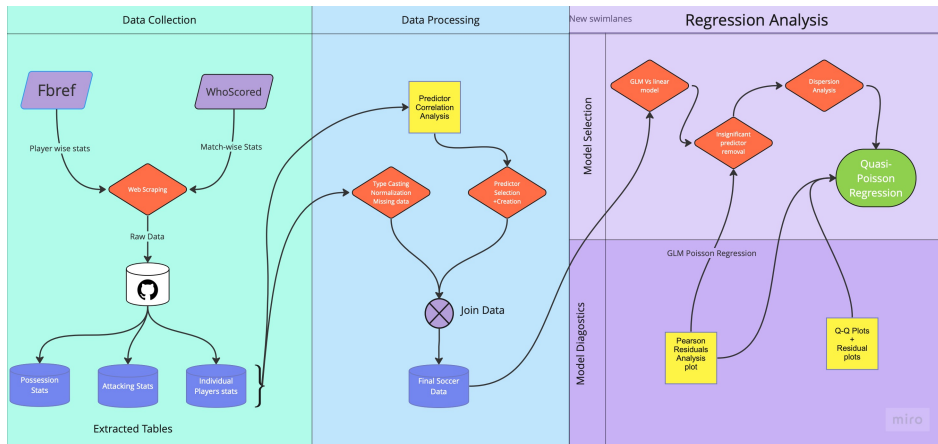 Data Collection
Data Processing
New swimlanes
Regression Analysis
Fbref
WhoScored
Player wise stats
Match-wise Stats
Web Scraping
Raw Data
Possession
Stats
Attacking Stats
Individual
Players stats
Extracted Tables
Predictor
Correlation
Analysis
Type Casting
Normalization
Missing data
Predictor
Selection
+Creation
Join Data
Final Soccer
Data
Model Selection
GLM Vs linear
model
Insignificant
predictor
removal
Dispersion
Analysis
Quasi-
Poisson
Regression
Model Diagostics
GLM Poisson Regression
Pearson
Residuals
Analysis
plot
Q-Q Plots
+
Residual
plots
miro